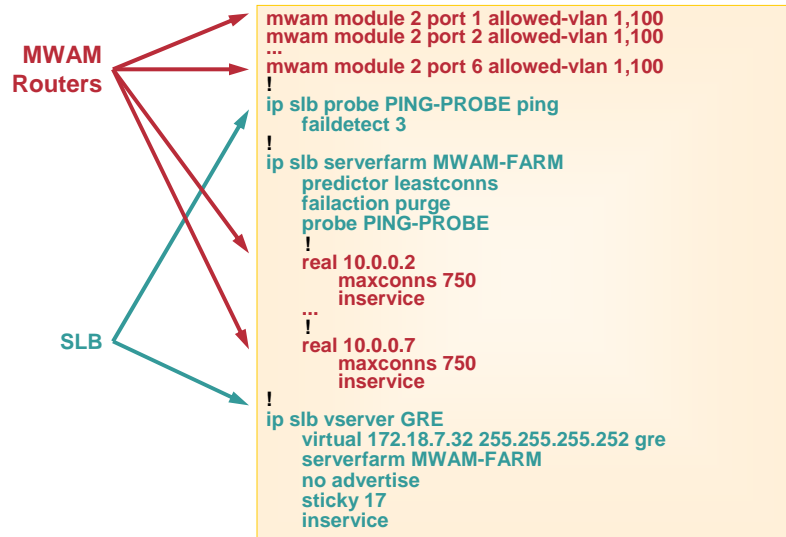 MWAM
Routers
SLB
mwam module 2 port 1 allowed-vlan 1,100
mwam module 2 port 2 allowed-vlan 1,100
...
mwam module 2 port 6 allowed-vlan 1,100
!
ip slb probe PING-PROBE ping
faildetect 3
!
ip slb serverfarm MWAM-FARM
predictor leastconns
failaction purge
probe PING-PROBE
!
real 10.0.0.2
maxconns 750
inservice
...
!
real 10.0.0.7
maxconns 750
inservice
!
ip slb vserver GRE
virtual 172.18.7.32 255.255.255.252 gre
serverfarm MWAM-FARM
no advertise
sticky 17
inservice